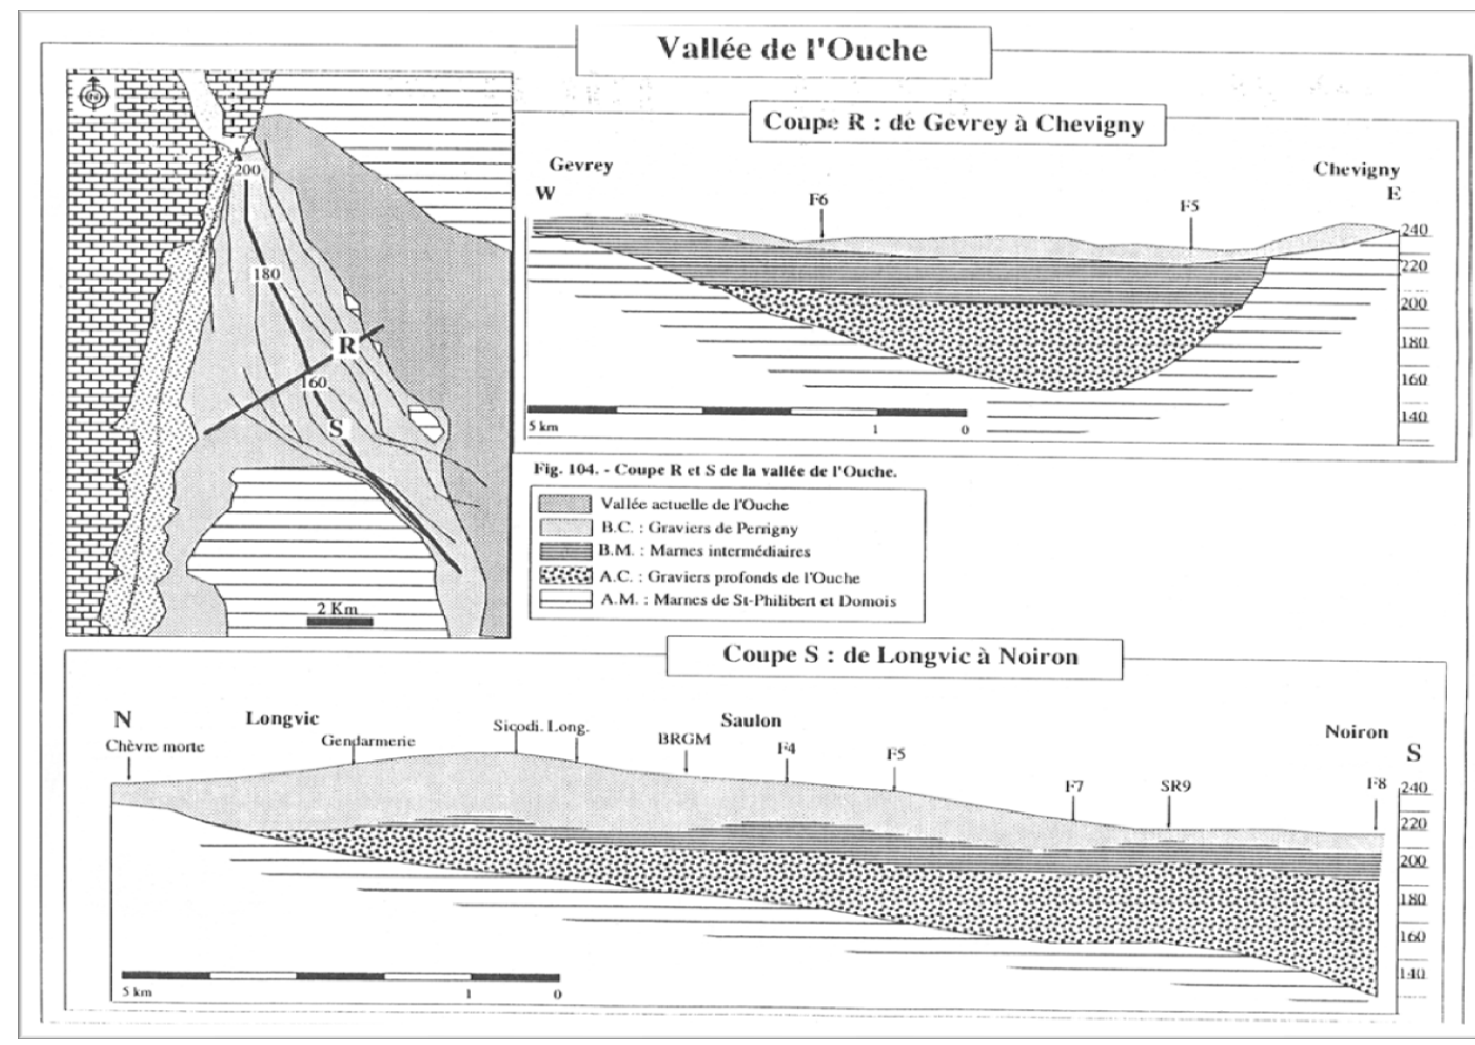 Vallée de l'Ouche
N
200
180
R
160
S
2 Km
Coupe R : de Gevrey à Chevigny
Gevrey
Chevigny
W
F6
F5
E
240
220
200
180
160
140
5 km
1
0
Fig. 104. - Coupe R et S de la vallée de l'Ouche.
Vallée actuelle de l'Ouche
B.C. : Graviers de Perrigny
B.M. : Marnes intermédiaires
A.C. : Graviers profonds de l'Ouche
A.M. : Marnes de St-Philibert et Domois
Coupe S : de Longvic à Noiron
N
Longvic
Saulon
Noiron
S
Chèvre morte
Gendarmerie
Sicodi. Long.
BRGM
F4
F5
F7
SR9
F8
240
220
200
180
160
140
5 km
1
0